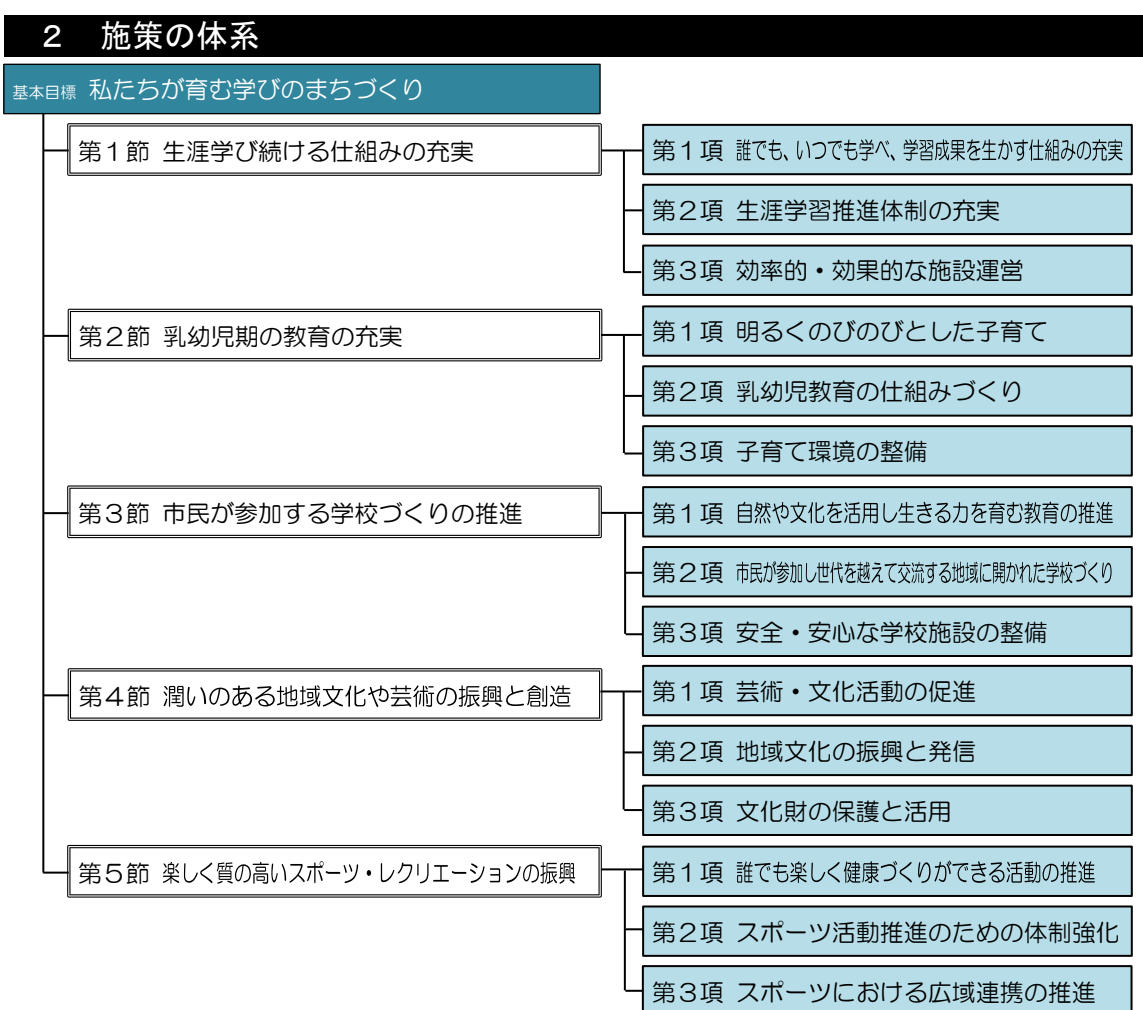 ２　施策の体系
基本目標 私たちが育む学びのまちづくり
第１節 生涯学び続ける仕組みの充実
第１項 誰でも、いつでも学べ、学習成果を生かす仕組みの充実
第２項 生涯学習推進体制の充実
第３項 効率的・効果的な施設運営
第２節 乳幼児期の教育の充実
第１項 明るくのびのびとした子育て
第２項 乳幼児教育の仕組みづくり
第３項 子育て環境の整備
第３節 市民が参加する学校づくりの推進
第１項 自然や文化を活用し生きる力を育む教育の推進
第２項 市民が参加し世代を越えて交流する地域に開かれた学校づくり
第３項 安全・安心な学校施設の整備
第４節 潤いのある地域文化や芸術の振興と創造
第１項 芸術・文化活動の促進
第２項 地域文化の振興と発信
第３項 文化財の保護と活用
第５節 楽しく質の高いスポーツ・レクリエーションの振興
第１項 誰でも楽しく健康づくりができる活動の推進
第２項 スポーツ活動推進のための体制強化
第３項 スポーツにおける広域連携の推進